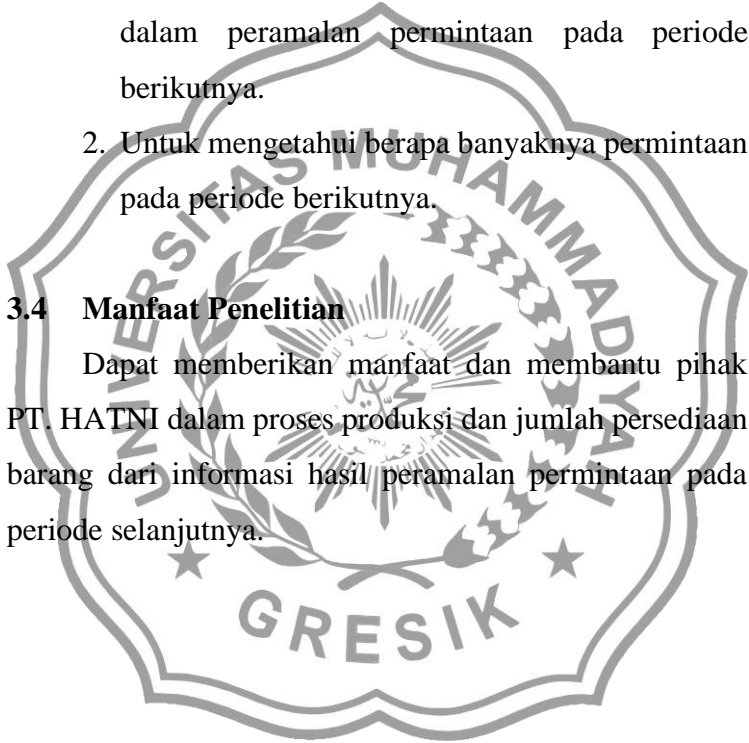 dalam peramalan permintaan pada periode
berikutnya.
2. Untuk mengetahui berapa banyaknya permintaan
pada periode berikutnya.
3.4 Manfaat Penelitian
Dapat memberikan manfaat dan membantu pihak
PT. HATNI dalam proses produksi dan jumlah persediaan
barang dari informasi hasil peramalan permintaan pada
periode selanjutnya.
UNIVERSITAS MUHAMMADIYAH
GRESIK